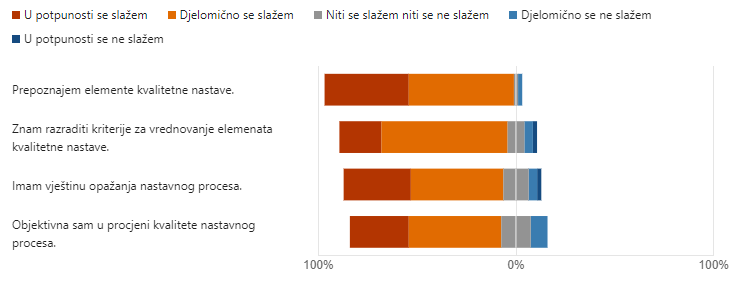 U potpunosti se slažem
Djelomično se slažem
Niti se slažem niti se ne slažem
Djelomično se ne slažem
U potpunosti se ne slažem
Prepoznajem elemente kvalitetne nastave.
Znam razraditi kriterije za vrednovanje elemenata
kvalitetne nastave.
Imam vještinu opažanja nastavnog procesa.
Objektivna sam u procjeni kvalitete nastavnog
procesa.
100%
0%
100%